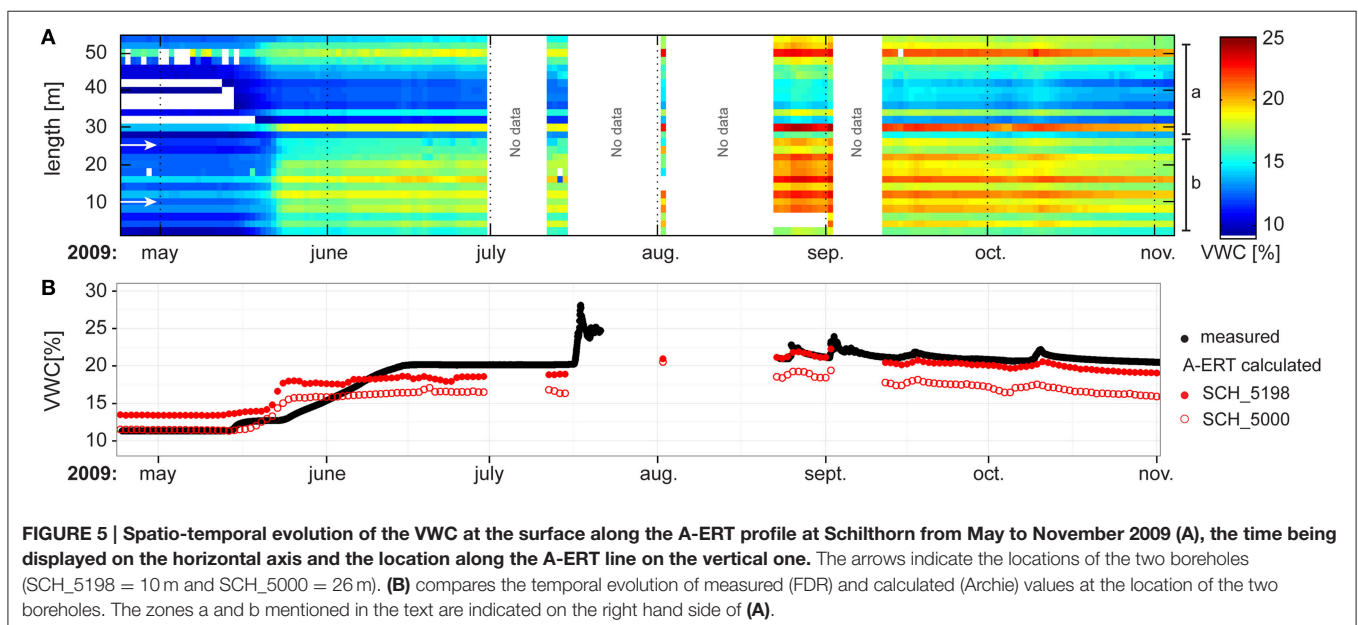 A
50
40
30
20
10
length [m]
No data
No data
No data
No data
a
b
25
20
15
10
VWC [%]
2009: may june july aug. sep. oct. nov.
B
30
25
20
15
10
VWC[%]
measured
A-ERT calculated
SCH_5198
SCH_5000
2009: may june july aug. sept. oct. nov.
FIGURE 5 | Spatio-temporal evolution of the VWC at the surface along the A-ERT profile at Schilthorn from May to November 2009 (A), the time being
displayed on the horizontal axis and the location along the A-ERT line on the vertical one. The arrows indicate the locations of the two boreholes
(SCH_5198 = 10 m and SCH_5000 = 26 m). (B) compares the temporal evolution of measured (FDR) and calculated (Archie) values at the location of the two
boreholes. The zones a and b mentioned in the text are indicated on the right hand side of (A).